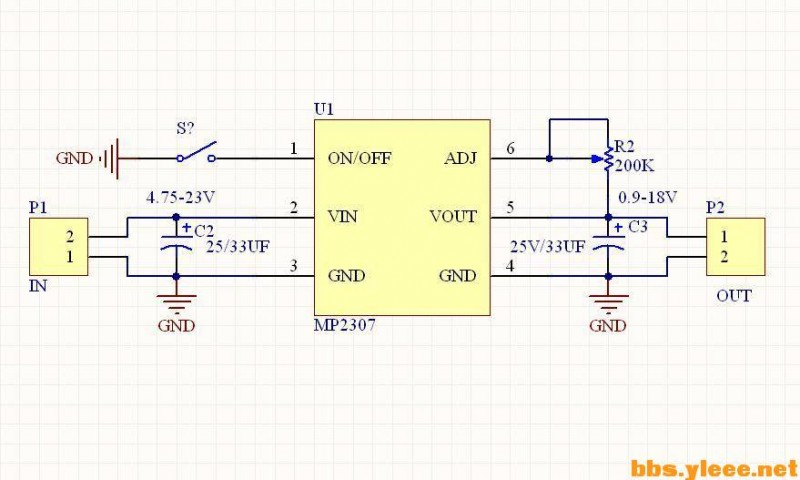 U1
S?
GND
1
ON/OFF
ADJ
6
R2
200K
4.75-23V
0.9-18V
P1
2
1
IN
C2
25/33UF
2
VIN
VOUT
5
C3
25V/33UF
P2
1
2
OUT
3
GND
GND
4
GND
MP2307
GND
bbs.yleee.net